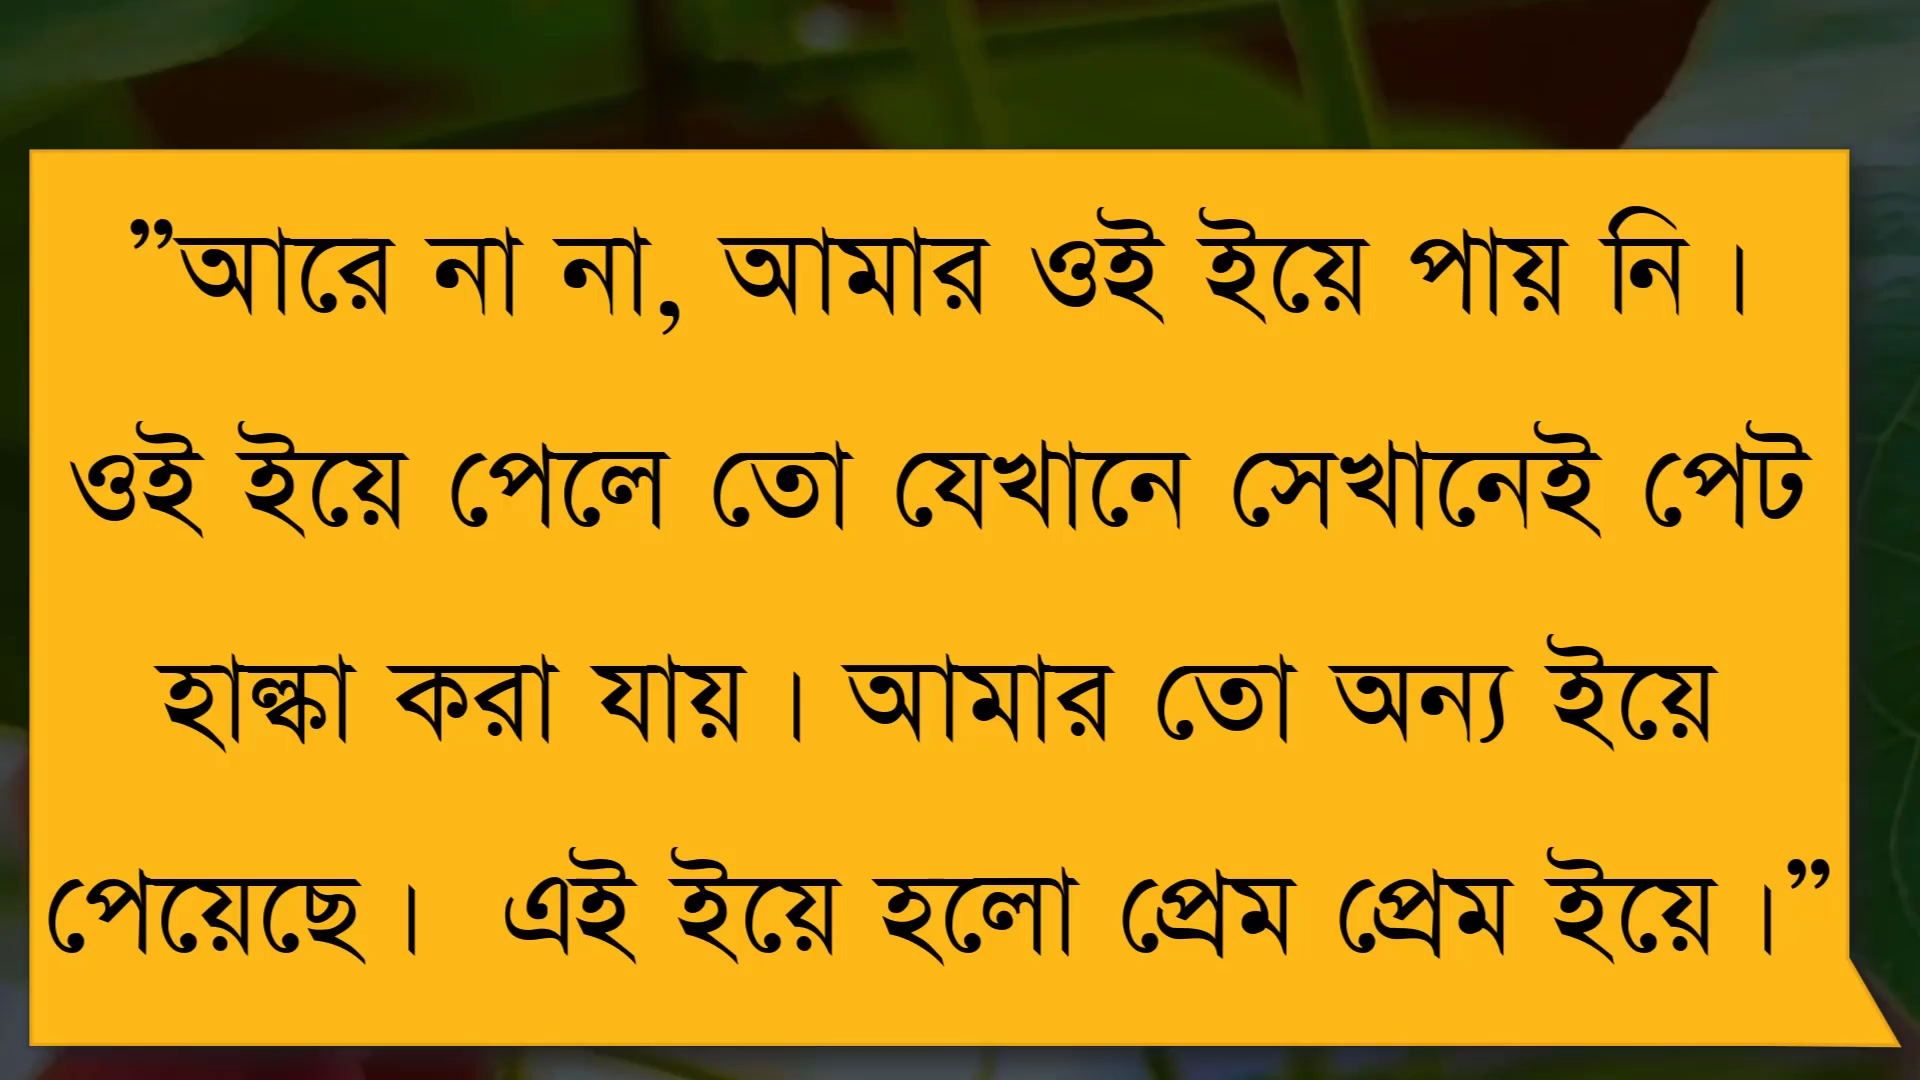 ”আরে না না, আমার ওই ইয়ে পায় নি ।
ওই ইয়ে পেলে তো যেখানে সেখানেই পেট
হাল্কা করা যায় । আমার তো অন্য ইয়ে
পেয়েছে । এই ইয়ে হলো প্রেম প্রেম ইয়ে ।”